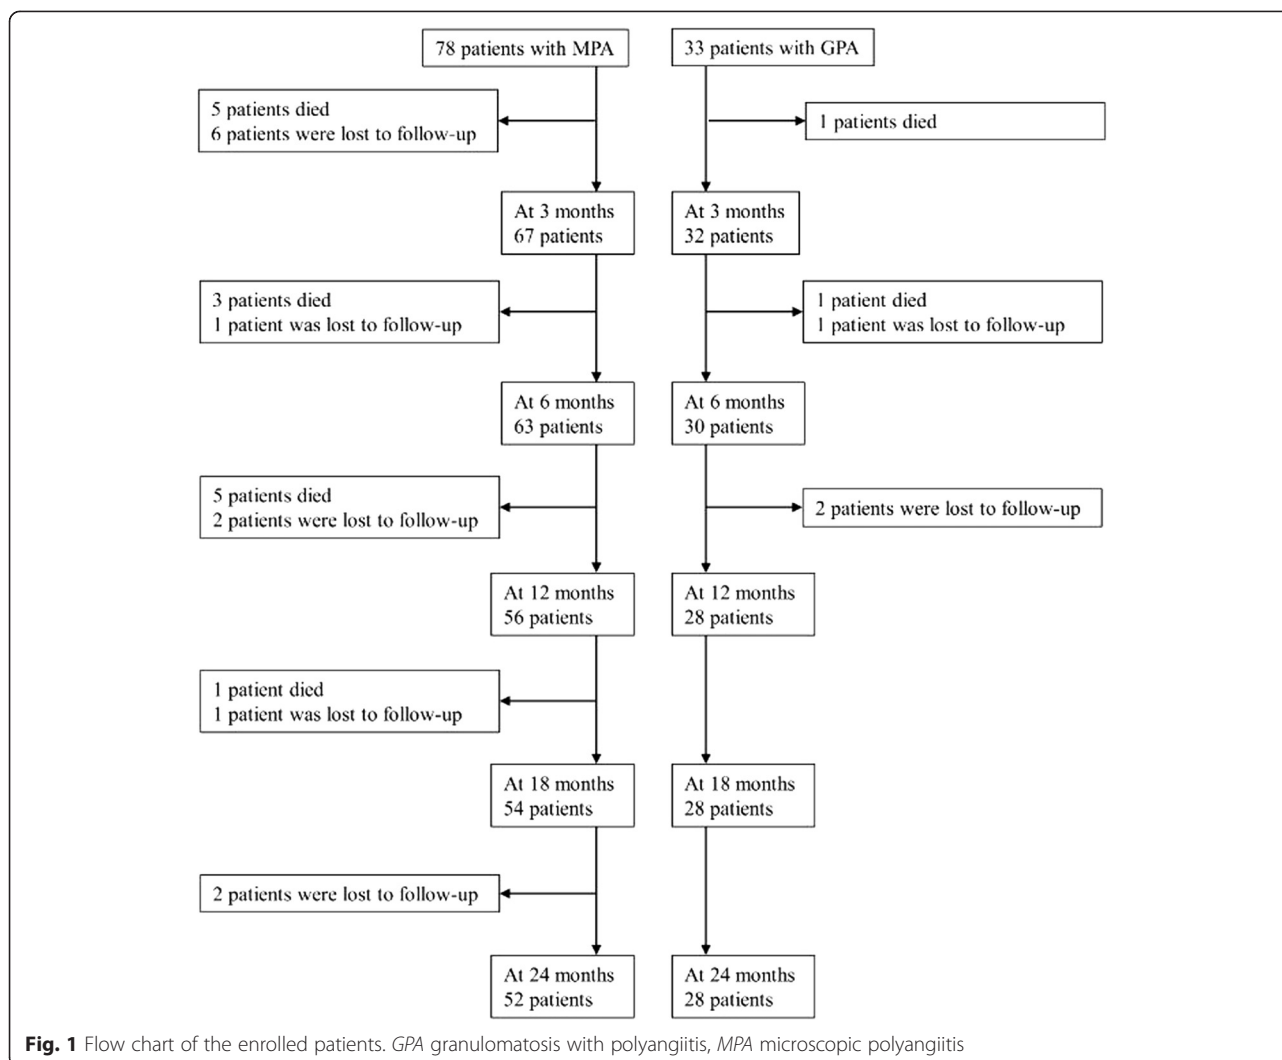 78 patients with MPA
33 patients with GPA
5 patients died
6 patients were lost to follow-up
1 patients died
At 3 months
67 patients
At 3 months
32 patients
3 patients died
1 patient was lost to follow-up
1 patient died
1 patient was lost to follow-up
At 6 months
63 patients
At 6 months
30 patients
5 patients died
2 patients were lost to follow-up
2 patients were lost to follow-up
At 12 months
56 patients
At 12 months
28 patients
1 patient died
1 patient was lost to follow-up
At 18 months
54 patients
At 18 months
28 patients
2 patients were lost to follow-up
At 24 months
52 patients
At 24 months
28 patients
Fig. 1 Flow chart of the enrolled patients. GPA granulomatosis with polyangiitis, MPA microscopic polyangiitis